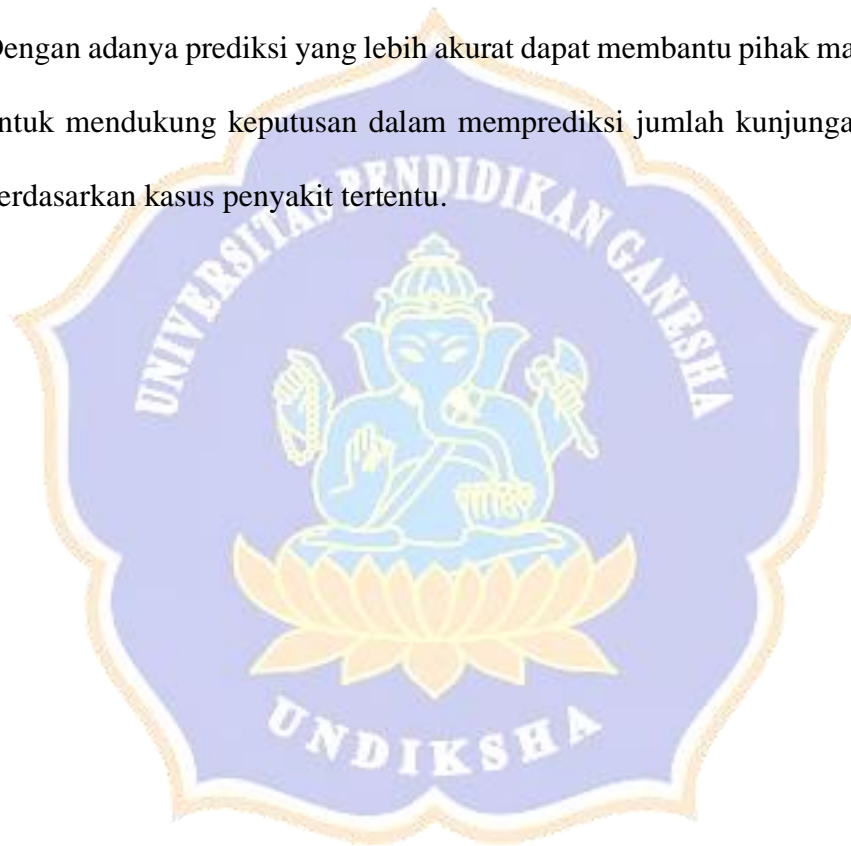 engan adanya prediksi yang lebih akurat dapat membantu pihak ma
ntuk mendukung keputusan dalam memprediksi jumlah kunjunga
erdasarkan kasus penyakit tertentu.
UNIVERSITAS PENDIDIKAN GANESHA
UNDIKSHA